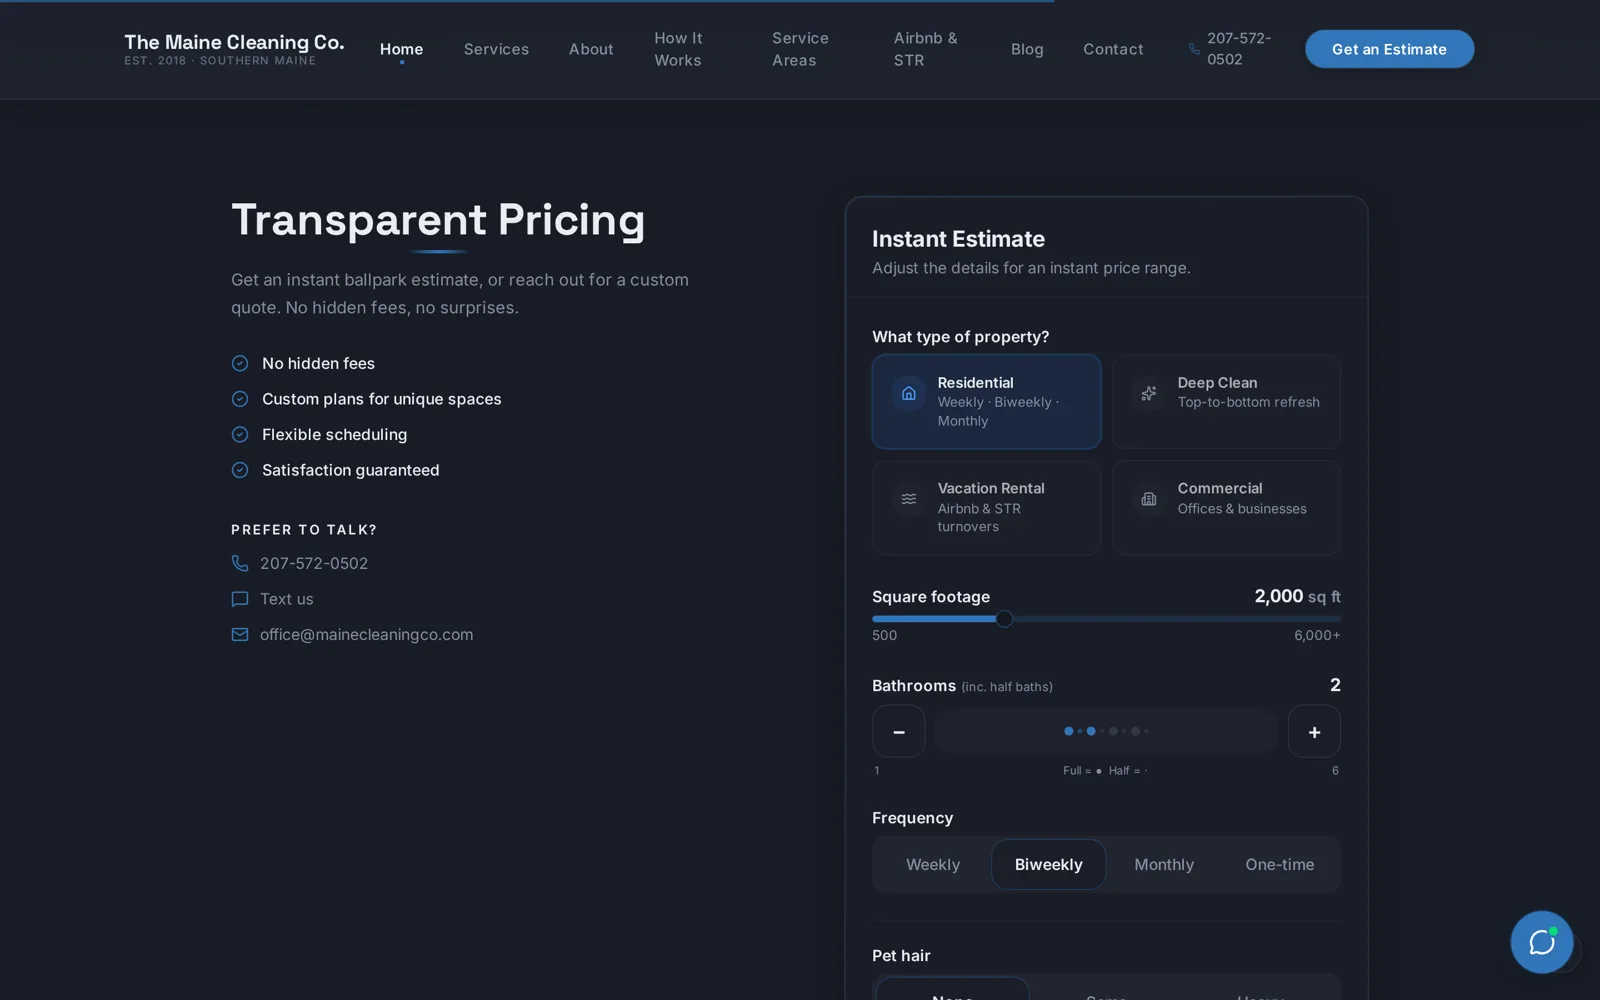 The Maine Cleaning Co.
EST. 2018 · SOUTHERN MAINE
Home
Services
About
How It
Works
Service
Areas
Airbnb &
STR
Blog
Contact
207-572-
0502
Get an Estimate
Transparent Pricing
Get an instant ballpark estimate, or reach out for a custom
quote. No hidden fees, no surprises.
No hidden fees
Custom plans for unique spaces
Flexible scheduling
Satisfaction guaranteed
PREFER TO TALK?
207-572-0502
Text us
office@mainecleaningco.com
Instant Estimate
Adjust the details for an instant price range.
What type of property?
Residential
Weekly · Biweekly ·
Monthly
Deep Clean
Top-to-bottom refresh
Vacation Rental
Airbnb & STR
turnovers
Commercial
Offices & businesses
Square footage
2,000 sq ft
500
6,000+
Bathrooms (inc. half baths)
2
−
+
1
Full = ● Half = ·
6
Frequency
Weekly
Biweekly
Monthly
One-time
Pet hair
None
Some
Heavy